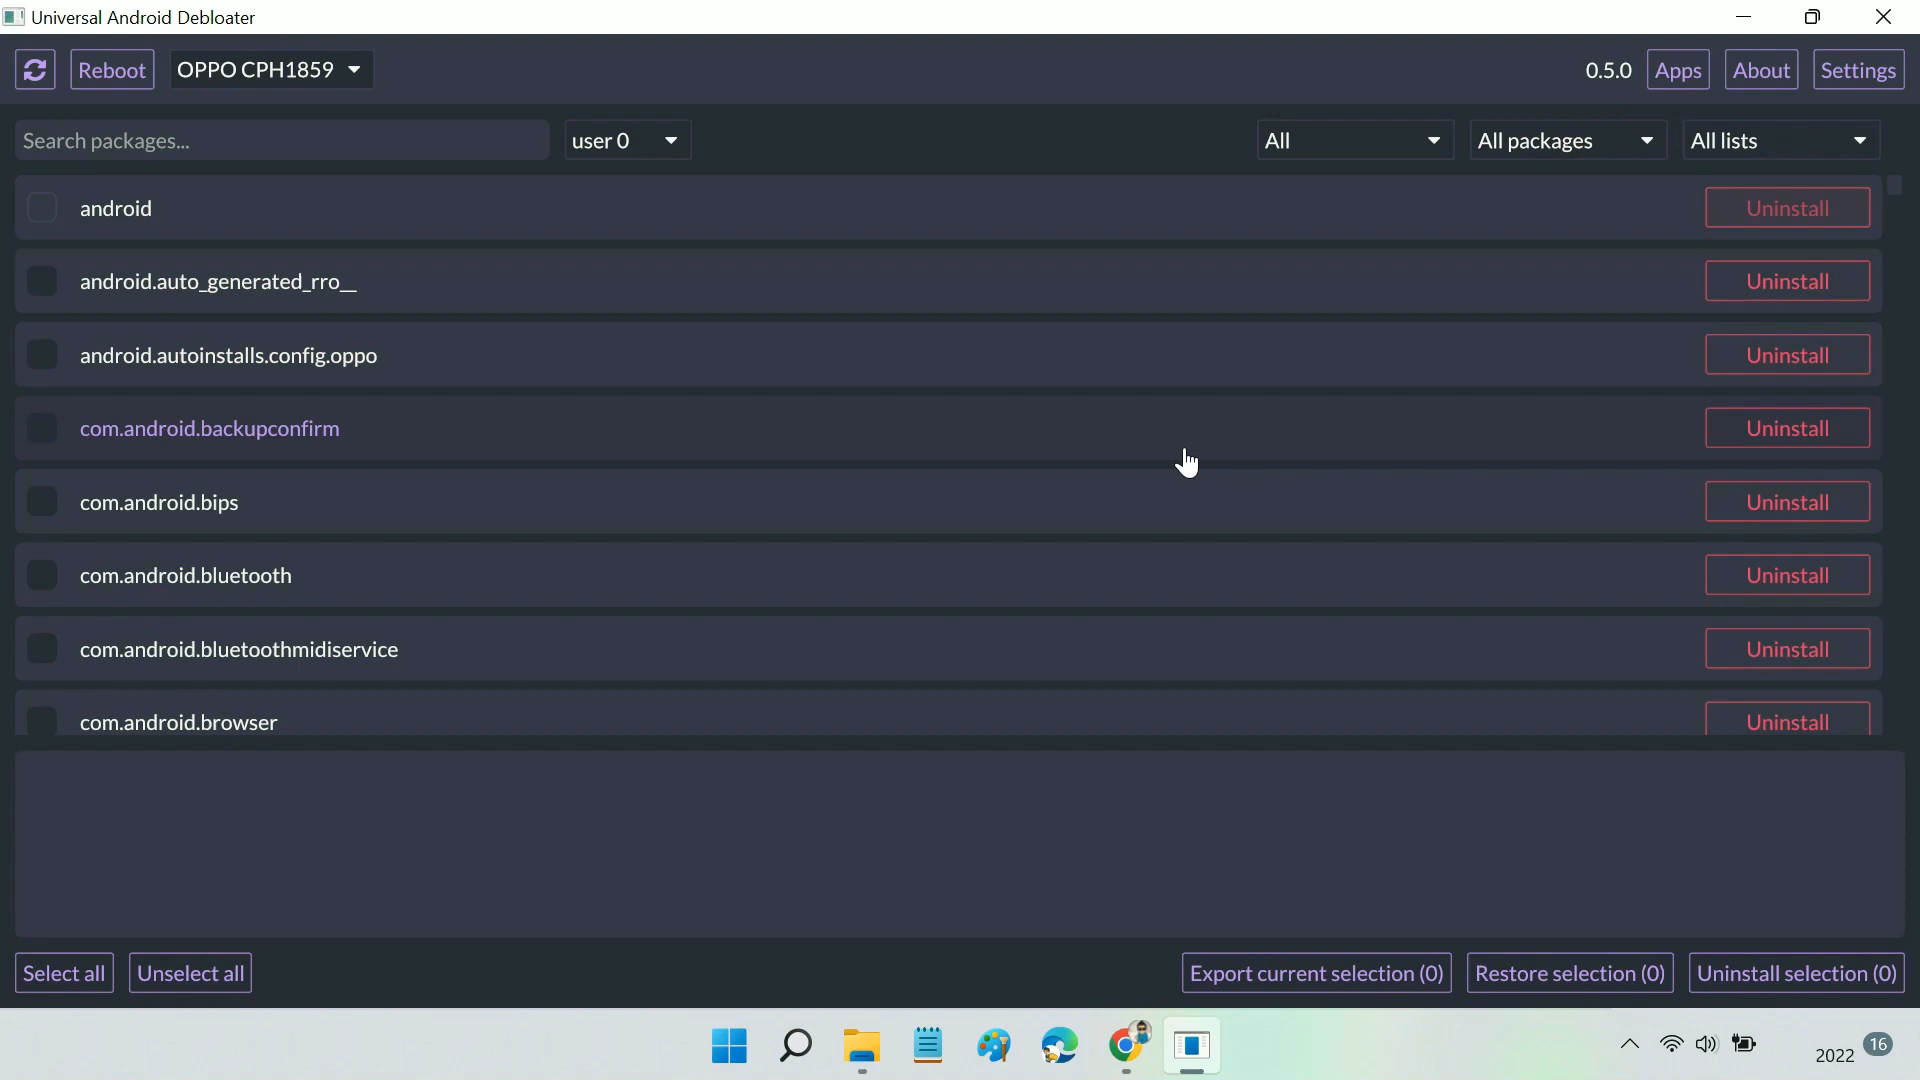 Universal Android Debloater
Reboot
OPPO CPH1859
0.5.0
Apps
About
Settings
Search packages...
user 0
All
All packages
All lists
android
Uninstall
android.auto_generated_rro__
Uninstall
android.autoinstalls.config.oppo
Uninstall
com.android.backupconfirm
Uninstall
com.android.bips
Uninstall
com.android.bluetooth
Uninstall
com.android.bluetoothmidiservice
Uninstall
com.android.browser
Uninstall
Select all
Unselect all
Export current selection (0)
Restore selection (0)
Uninstall selection (0)
2022
16